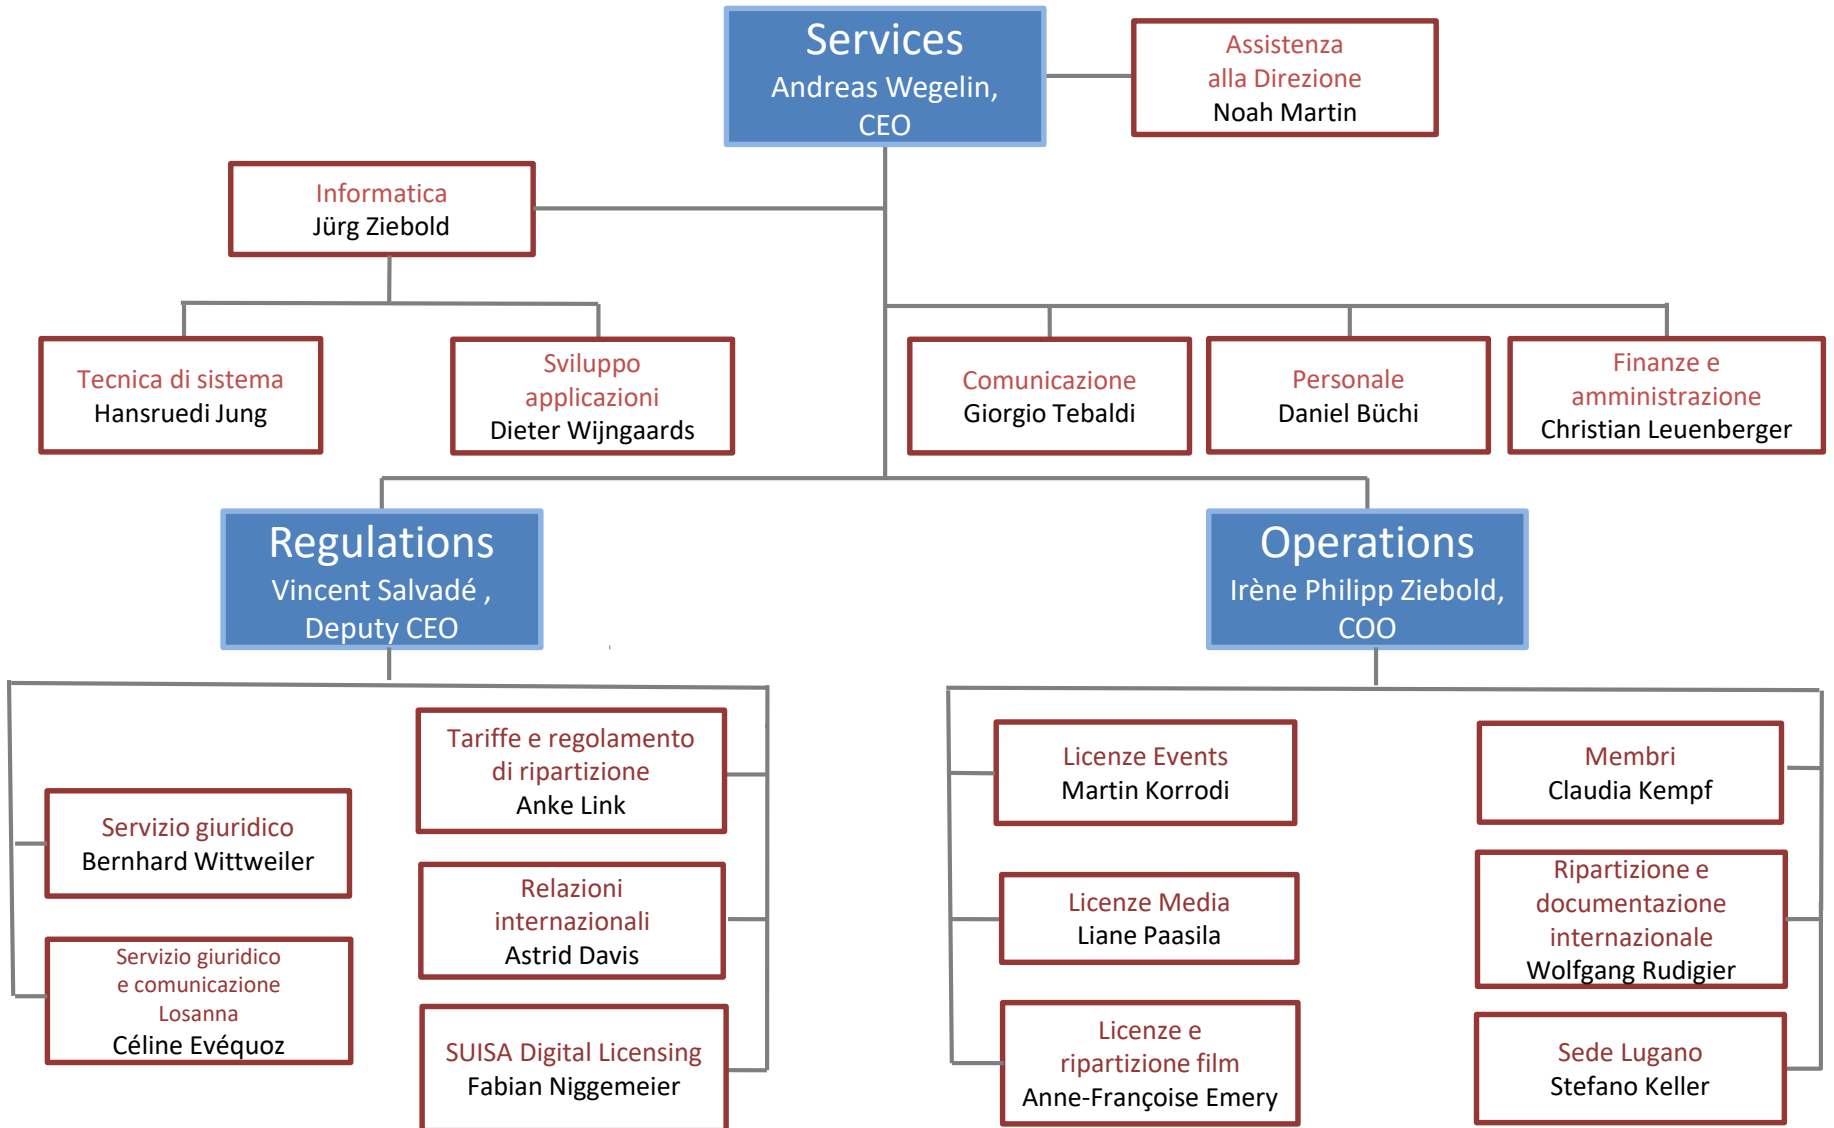 Services
Andreas Wegelin,
CEO
Assistenza
alla Direzione
Noah Martin
Informatica
Jürg Ziebold
Tecnica di sistema
Hansruedi Jung
Sviluppo
applicazioni
Dieter Wijngaards
Comunicazione
Giorgio Tebaldi
Personale
Daniel Büchi
Finanze e
amministrazione
Christian Leuenberger
Regulations
Vincent Salvadé ,
Deputy CEO
Operations
Irène Philipp Ziebold,
COO
Servizio giuridico
Bernhard Wittweiler
Servizio giuridico
e comunicazione
Losanna
Céline Evéquoz
Tariffe e regolamento
di ripartizione
Anke Link
Relazioni
internazionali
Astrid Davis
SUISA Digital Licensing
Fabian Niggemeier
Licenze Events
Martin Korrodi
Licenze Media
Liane Paasila
Licenze e
ripartizione film
Anne-Françoise Emery
Membri
Claudia Kempf
Ripartizione e
documentazione
internazionale
Wolfgang Rudigier
Sede Lugano
Stefano Keller